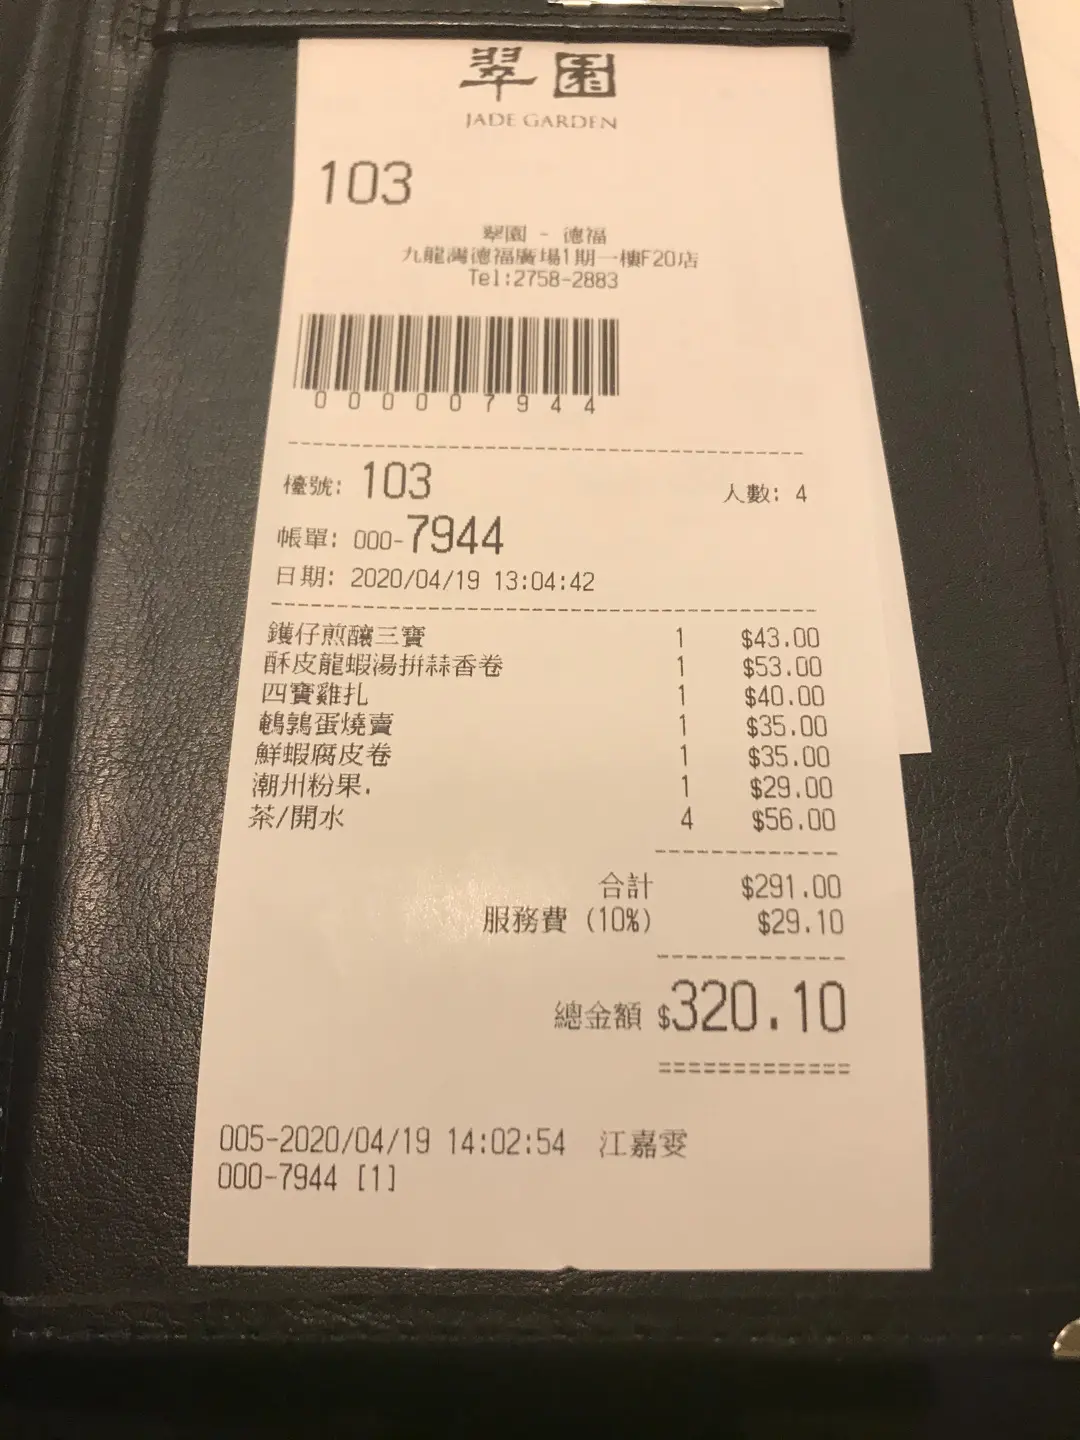 翠園
JADE GARDEN
103
翠園 - 德福
九龍灣德福廣場1期一樓F20店
Tel:2758-2883
000007944
檯號: 103 人數: 4
帳單: 000-7944
日期: 2020/04/19 13:04:42
鑊仔煎釀三寶 1 $43.00
酥皮龍蝦湯拼蒜香卷 1 $53.00
四寶雞扎 1 $40.00
鵪鶉蛋燒賣 1 $35.00
鮮蝦腐皮卷 1 $35.00
潮州粉果. 1 $29.00
茶/開水 4 $56.00
合計 $291.00
服務費 (10%) $29.10
總金額 $320.10
005-2020/04/19 14:02:54 江嘉雯
000-7944 [1]